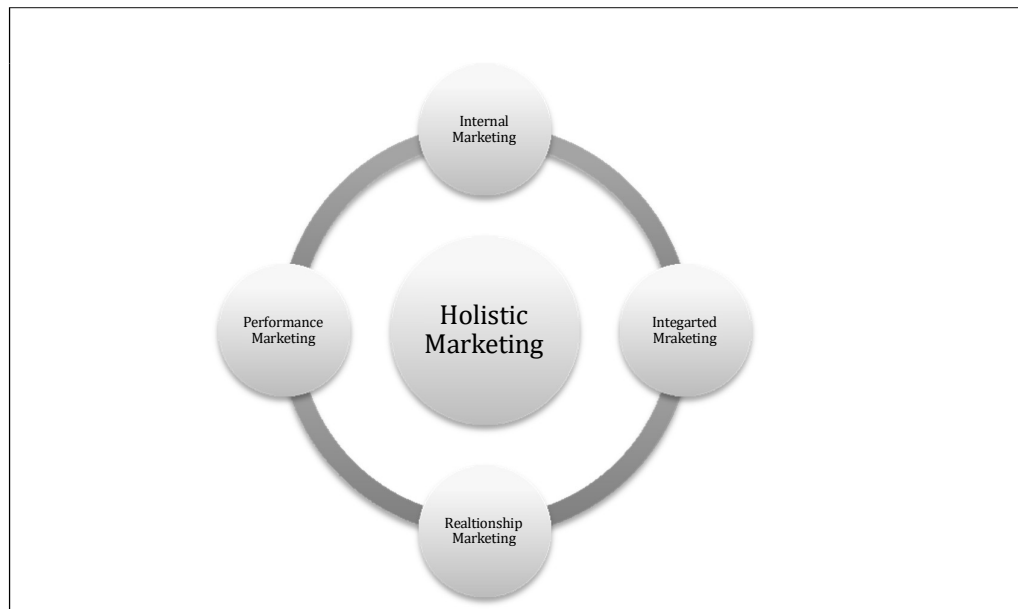 Internal
Marketing
Performance
Marketing
Holistic
Marketing
Integarted
Mraketing
Realtionship
Marketing